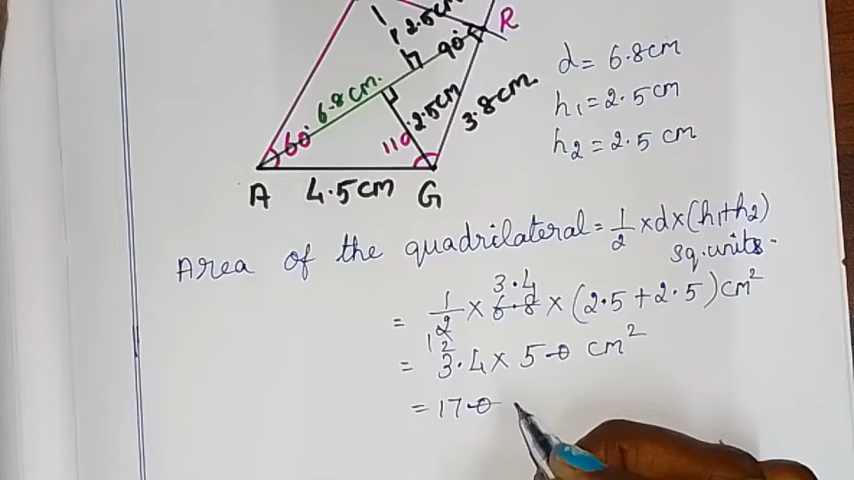 2.5cm
R
h
90°
6.8cm.
60°
2.5cm
110
3.8cm
A 4.5cm G
d = 6.8cm
h1 = 2.5cm
h2 = 2.5 cm
Area of the quadrilateral = 1/2 × d × (h1 + h2)
sq.units.
3.4
= 1/2 × 6.8 × (2.5 + 2.5) cm²
1
2
= 3.4 × 5.0 cm²
= 17.0